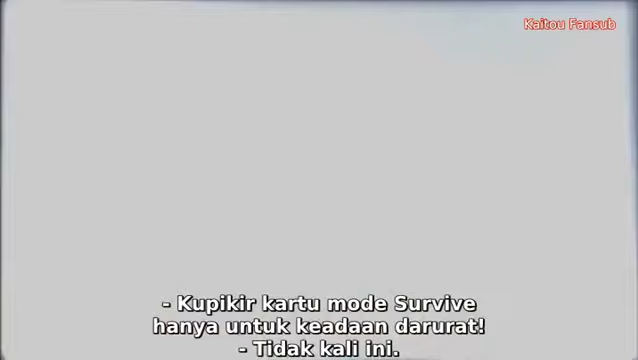 Kaitou Fansub
- Kupikir kartu mode Survive
hanya untuk keadaan darurat!
- Tidak kali ini.